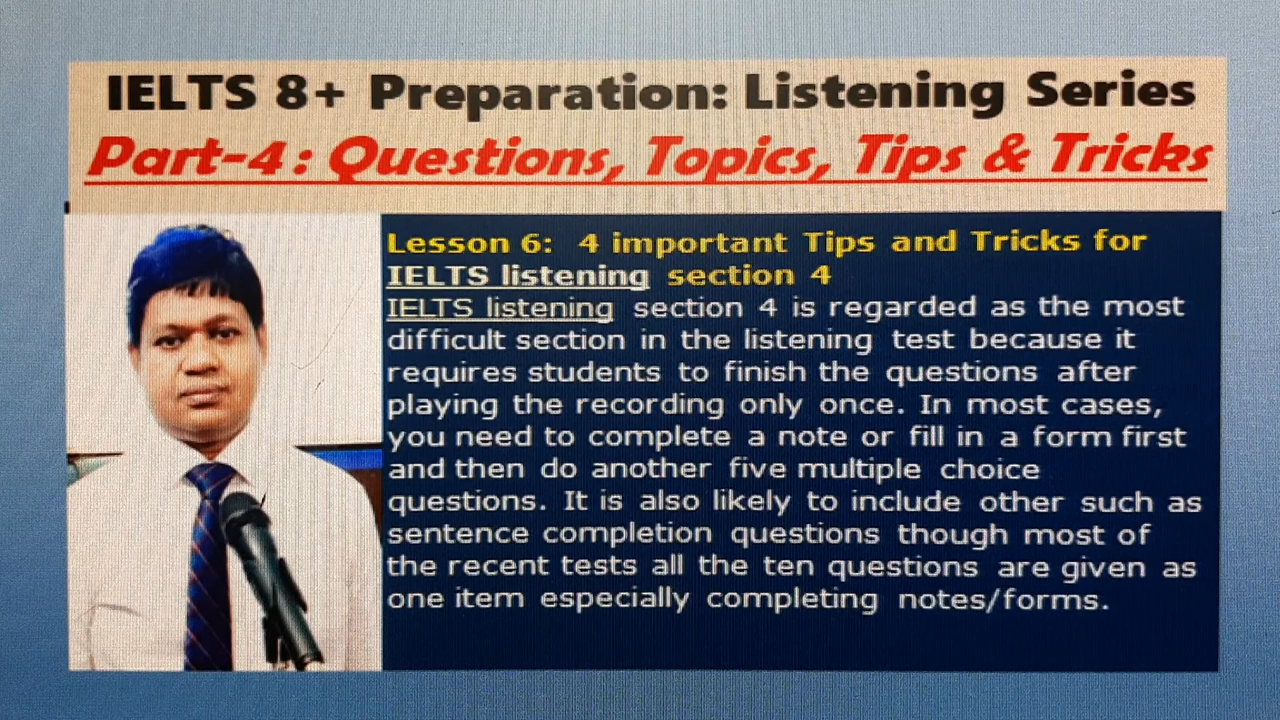 IELTS 8+ Preparation: Listening Series
Part-4: Questions, Topics, Tips & Tricks
Lesson 6: 4 important Tips and Tricks for
IELTS listening section 4
IELTS listening section 4 is regarded as the most
difficult section in the listening test because it
requires students to finish the questions after
playing the recording only once. In most cases,
you need to complete a note or fill in a form first
and then do another five multiple choice
questions. It is also likely to include other such as
sentence completion questions though most of
the recent tests all the ten questions are given as
one item especially completing notes/forms.